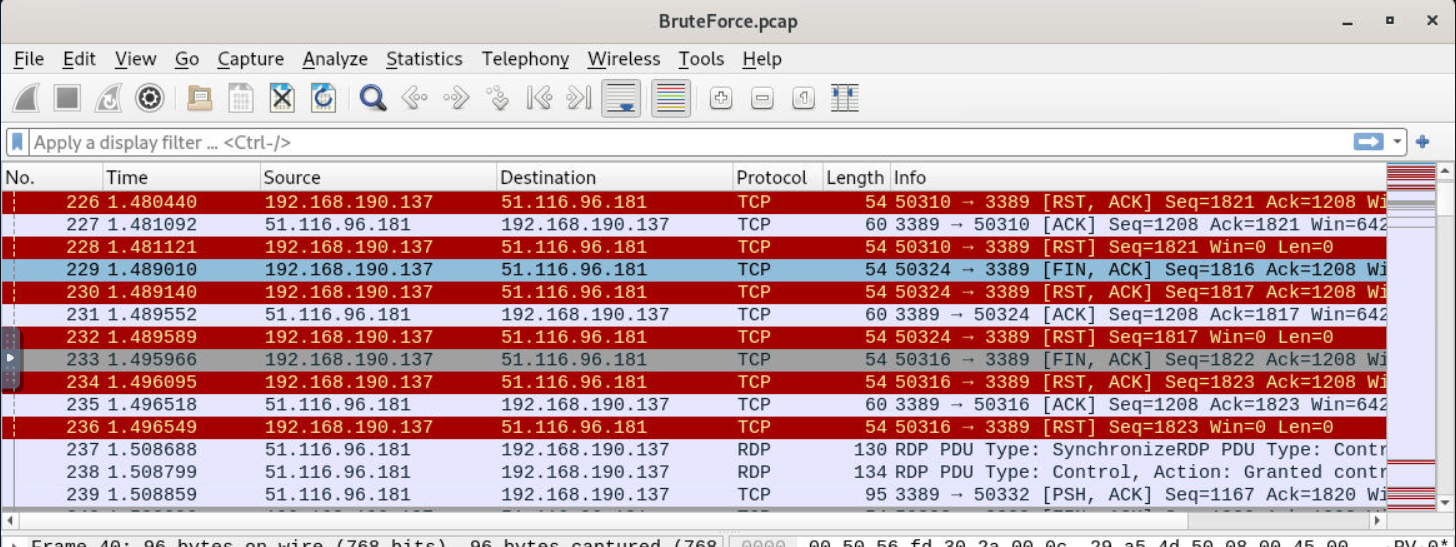 BruteForce.pcap
File Edit View Go Capture Analyze Statistics Telephony Wireless Tools Help
Apply a display filter ... <Ctrl-/>
No. Time Source Destination Protocol Length Info
226 1.480440 192.168.190.137 51.116.96.181 TCP 54 50310 → 3389 [RST, ACK] Seq=1821 Ack=1208 Wi
227 1.481092 51.116.96.181 192.168.190.137 TCP 60 3389 → 50310 [ACK] Seq=1208 Ack=1821 Win=642
228 1.481121 192.168.190.137 51.116.96.181 TCP 54 50310 → 3389 [RST] Seq=1821 Win=0 Len=0
229 1.489010 192.168.190.137 51.116.96.181 TCP 54 50324 → 3389 [FIN, ACK] Seq=1816 Ack=1208 Wi
230 1.489140 192.168.190.137 51.116.96.181 TCP 54 50324 → 3389 [RST, ACK] Seq=1817 Ack=1208 Wi
231 1.489552 51.116.96.181 192.168.190.137 TCP 60 3389 → 50324 [ACK] Seq=1208 Ack=1817 Win=642
232 1.489589 192.168.190.137 51.116.96.181 TCP 54 50324 → 3389 [RST] Seq=1817 Win=0 Len=0
233 1.495966 192.168.190.137 51.116.96.181 TCP 54 50316 → 3389 [FIN, ACK] Seq=1822 Ack=1208 Wi
234 1.496095 192.168.190.137 51.116.96.181 TCP 54 50316 → 3389 [RST, ACK] Seq=1823 Ack=1208 Wi
235 1.496518 51.116.96.181 192.168.190.137 TCP 60 3389 → 50316 [ACK] Seq=1208 Ack=1823 Win=642
236 1.496549 192.168.190.137 51.116.96.181 TCP 54 50316 → 3389 [RST] Seq=1823 Win=0 Len=0
237 1.508688 51.116.96.181 192.168.190.137 RDP 130 RDP PDU Type: SynchronizeRDP PDU Type: Contr
238 1.508799 51.116.96.181 192.168.190.137 RDP 134 RDP PDU Type: Control, Action: Granted contr
239 1.508859 51.116.96.181 192.168.190.137 TCP 95 3389 → 50332 [PSH, ACK] Seq=1167 Ack=1820 Wi
Frame 40: 96 bytes on wire (768 bits), 96 bytes captured (768 0000 00 50 56 fd 30 2a 00 0c 29 a5 4d 50 08 00 45 00 ·PV·0*